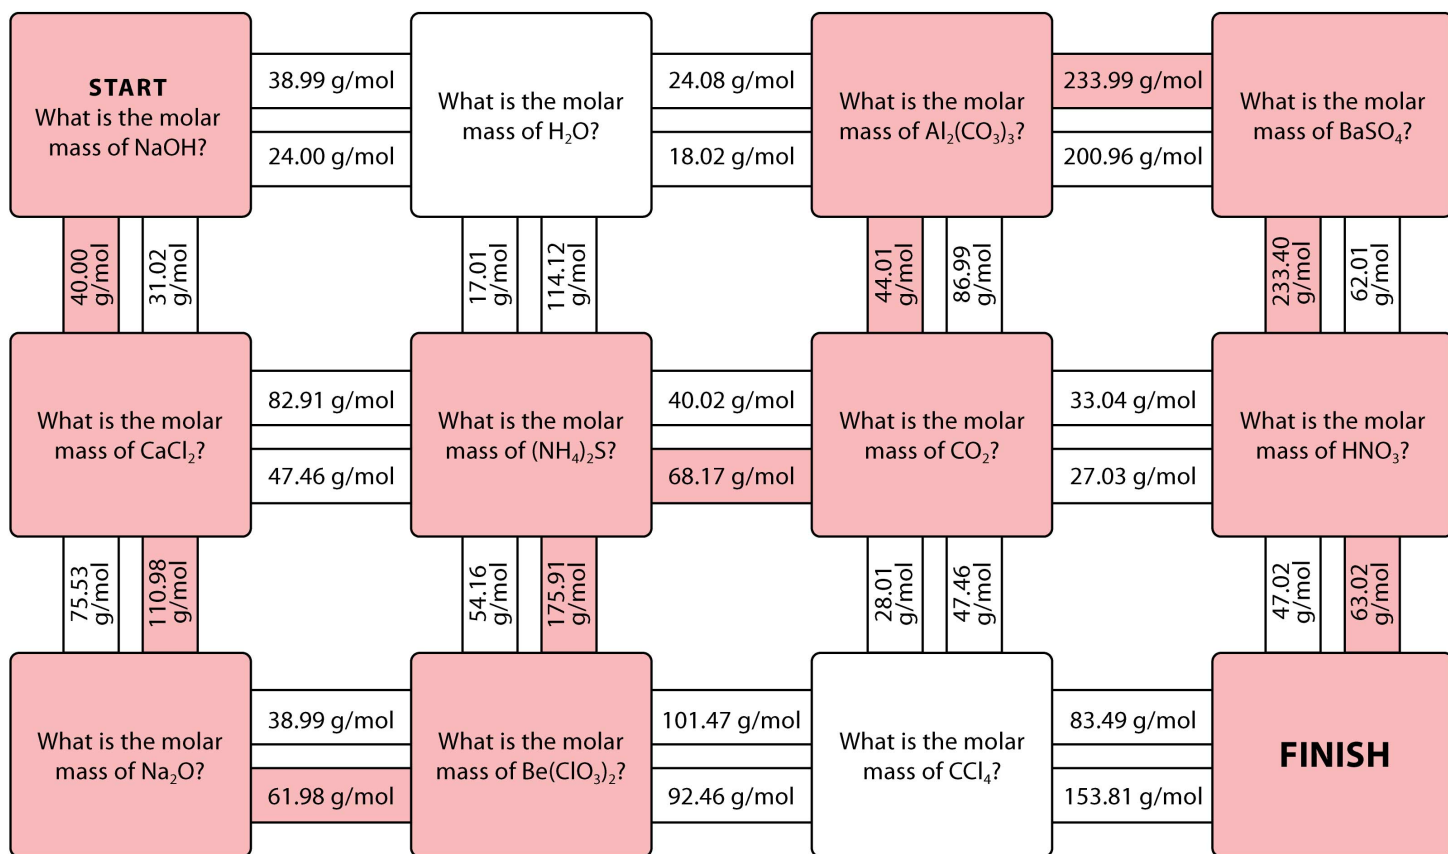 START
What is the molar
mass of NaOH?
38.99 g/mol
24.00 g/mol
What is the molar
mass of H₂O?
24.08 g/mol
18.02 g/mol
What is the molar
mass of Al₂(CO₃)₃?
233.99 g/mol
200.96 g/mol
What is the molar
mass of BaSO₄?
40.00
g/mol
31.02
g/mol
17.01
g/mol
114.12
g/mol
44.01
g/mol
86.99
g/mol
233.40
g/mol
62.01
g/mol
What is the molar
mass of CaCl₂?
82.91 g/mol
47.46 g/mol
What is the molar
mass of (NH₄)₂S?
40.02 g/mol
68.17 g/mol
What is the molar
mass of CO₂?
33.04 g/mol
27.03 g/mol
What is the molar
mass of HNO₃?
75.53
g/mol
110.98
g/mol
54.16
g/mol
175.91
g/mol
28.01
g/mol
47.46
g/mol
47.02
g/mol
63.02
g/mol
What is the molar
mass of Na₂O?
38.99 g/mol
61.98 g/mol
What is the molar
mass of Be(ClO₃)₂?
101.47 g/mol
92.46 g/mol
What is the molar
mass of CCl₄?
83.49 g/mol
153.81 g/mol
FINISH